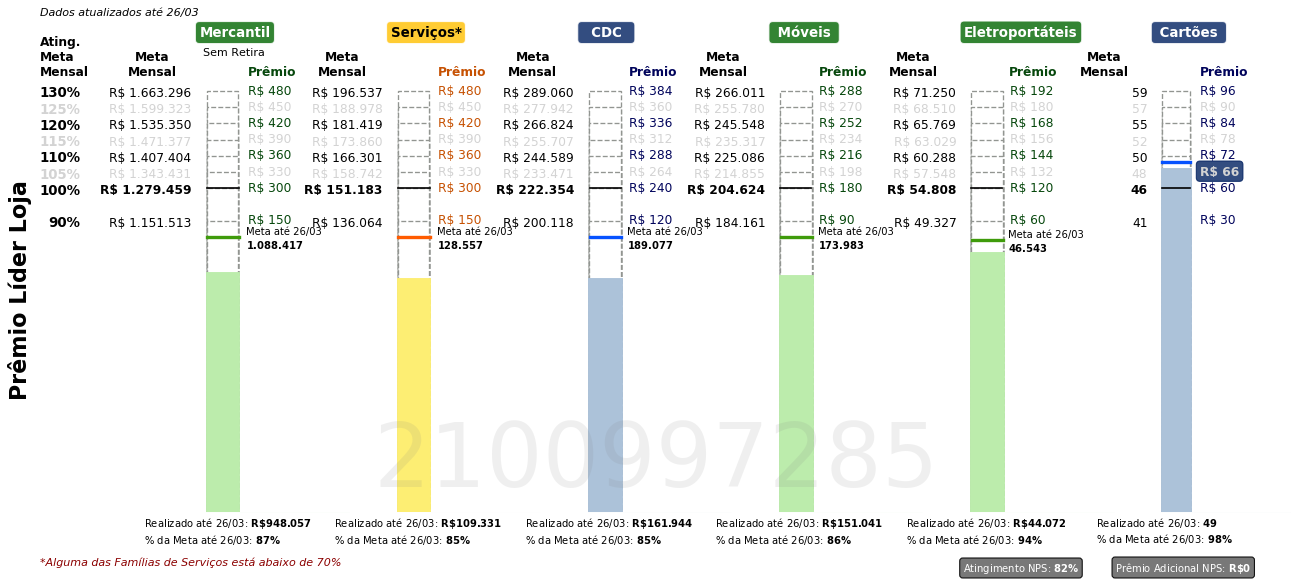 Dados atualizados até 26/03
Mercantil Serviços* CDC Móveis Eletroportáteis Cartões
Sem Retira
Ating. Meta Mensal Meta Mensal Prêmio Meta Mensal Prêmio Meta Mensal Prêmio Meta Mensal Prêmio Meta Mensal Prêmio Meta Mensal Prêmio
130% R$ 1.663.296 R$ 480 R$ 196.537 R$ 480 R$ 289.060 R$ 384 R$ 266.011 R$ 288 R$ 71.250 R$ 192 59 R$ 96
125% R$ 1.599.323 R$ 450 R$ 188.978 R$ 450 R$ 277.942 R$ 360 R$ 255.780 R$ 270 R$ 68.510 R$ 180 57 R$ 90
120% R$ 1.535.350 R$ 420 R$ 181.419 R$ 420 R$ 266.824 R$ 336 R$ 245.548 R$ 252 R$ 65.769 R$ 168 55 R$ 84
115% R$ 1.471.377 R$ 390 R$ 173.860 R$ 390 R$ 255.707 R$ 312 R$ 235.317 R$ 234 R$ 63.029 R$ 156 52 R$ 78
110% R$ 1.407.404 R$ 360 R$ 166.301 R$ 360 R$ 244.589 R$ 288 R$ 225.086 R$ 216 R$ 60.288 R$ 144 50 R$ 72
105% R$ 1.343.431 R$ 330 R$ 158.742 R$ 330 R$ 233.471 R$ 264 R$ 214.855 R$ 198 R$ 57.548 R$ 132 48 R$ 66
100% R$ 1.279.459 R$ 300 R$ 151.183 R$ 300 R$ 222.354 R$ 240 R$ 204.624 R$ 180 R$ 54.808 R$ 120 46 R$ 60
90% R$ 1.151.513 R$ 150 R$ 136.064 R$ 150 R$ 200.118 R$ 120 R$ 184.161 R$ 90 R$ 49.327 R$ 60 41 R$ 30
Meta até 26/03 Meta até 26/03 Meta até 26/03 Meta até 26/03 Meta até 26/03
1.088.417 128.557 189.077 173.983 46.543
Prêmio Líder Loja
2100997285
Realizado até 26/03: R$948.057 Realizado até 26/03: R$109.331 Realizado até 26/03: R$161.944 Realizado até 26/03: R$151.041 Realizado até 26/03: R$44.072 Realizado até 26/03: 49
% da Meta até 26/03: 87% % da Meta até 26/03: 85% % da Meta até 26/03: 85% % da Meta até 26/03: 86% % da Meta até 26/03: 94% % da Meta até 26/03: 98%
*Alguma das Famílias de Serviços está abaixo de 70%
Atingimento NPS: 82% Prêmio Adicional NPS: R$0